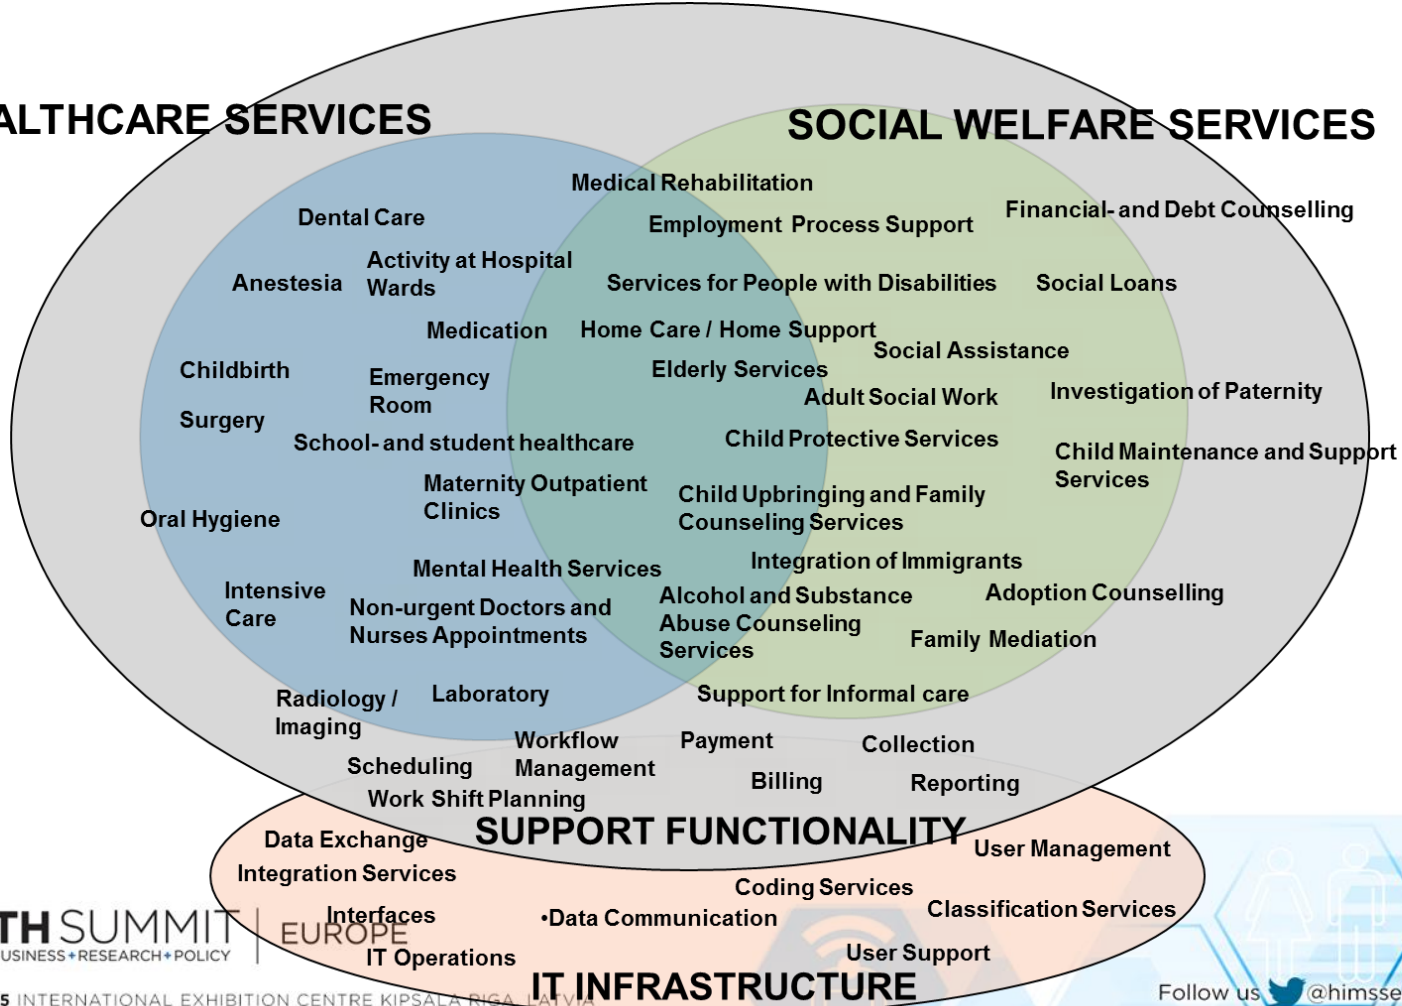 ALTHCARE SERVICES
SOCIAL WELFARE SERVICES
Medical Rehabilitation
Dental Care
Employment Process Support
Financial- and Debt Counselling
Activity at Hospital
Wards
Anestesia
Services for People with Disabilities
Social Loans
Medication
Home Care / Home Support
Social Assistance
Childbirth
Emergency
Room
Elderly Services
Adult Social Work
Investigation of Paternity
Surgery
School- and student healthcare
Child Protective Services
Child Maintenance and Support
Services
Maternity Outpatient
Clinics
Child Upbringing and Family
Counseling Services
Oral Hygiene
Mental Health Services
Integration of Immigrants
Intensive
Care
Non-urgent Doctors and
Nurses Appointments
Alcohol and Substance
Abuse Counseling
Services
Adoption Counselling
Family Mediation
Radiology /
Imaging
Laboratory
Support for Informal care
Workflow
Management
Payment
Collection
Scheduling
Billing
Reporting
Work Shift Planning
SUPPORT FUNCTIONALITY
Data Exchange
User Management
Integration Services
Coding Services
Interfaces
•Data Communication
Classification Services
IT Operations
User Support
IT INFRASTRUCTURE
TH SUMMIT | EUROPE
USINESS+RESEARCH+POLICY
5 INTERNATIONAL EXHIBITION CENTRE KIPSALA RIGA, LATVIA
Follow us @himsse